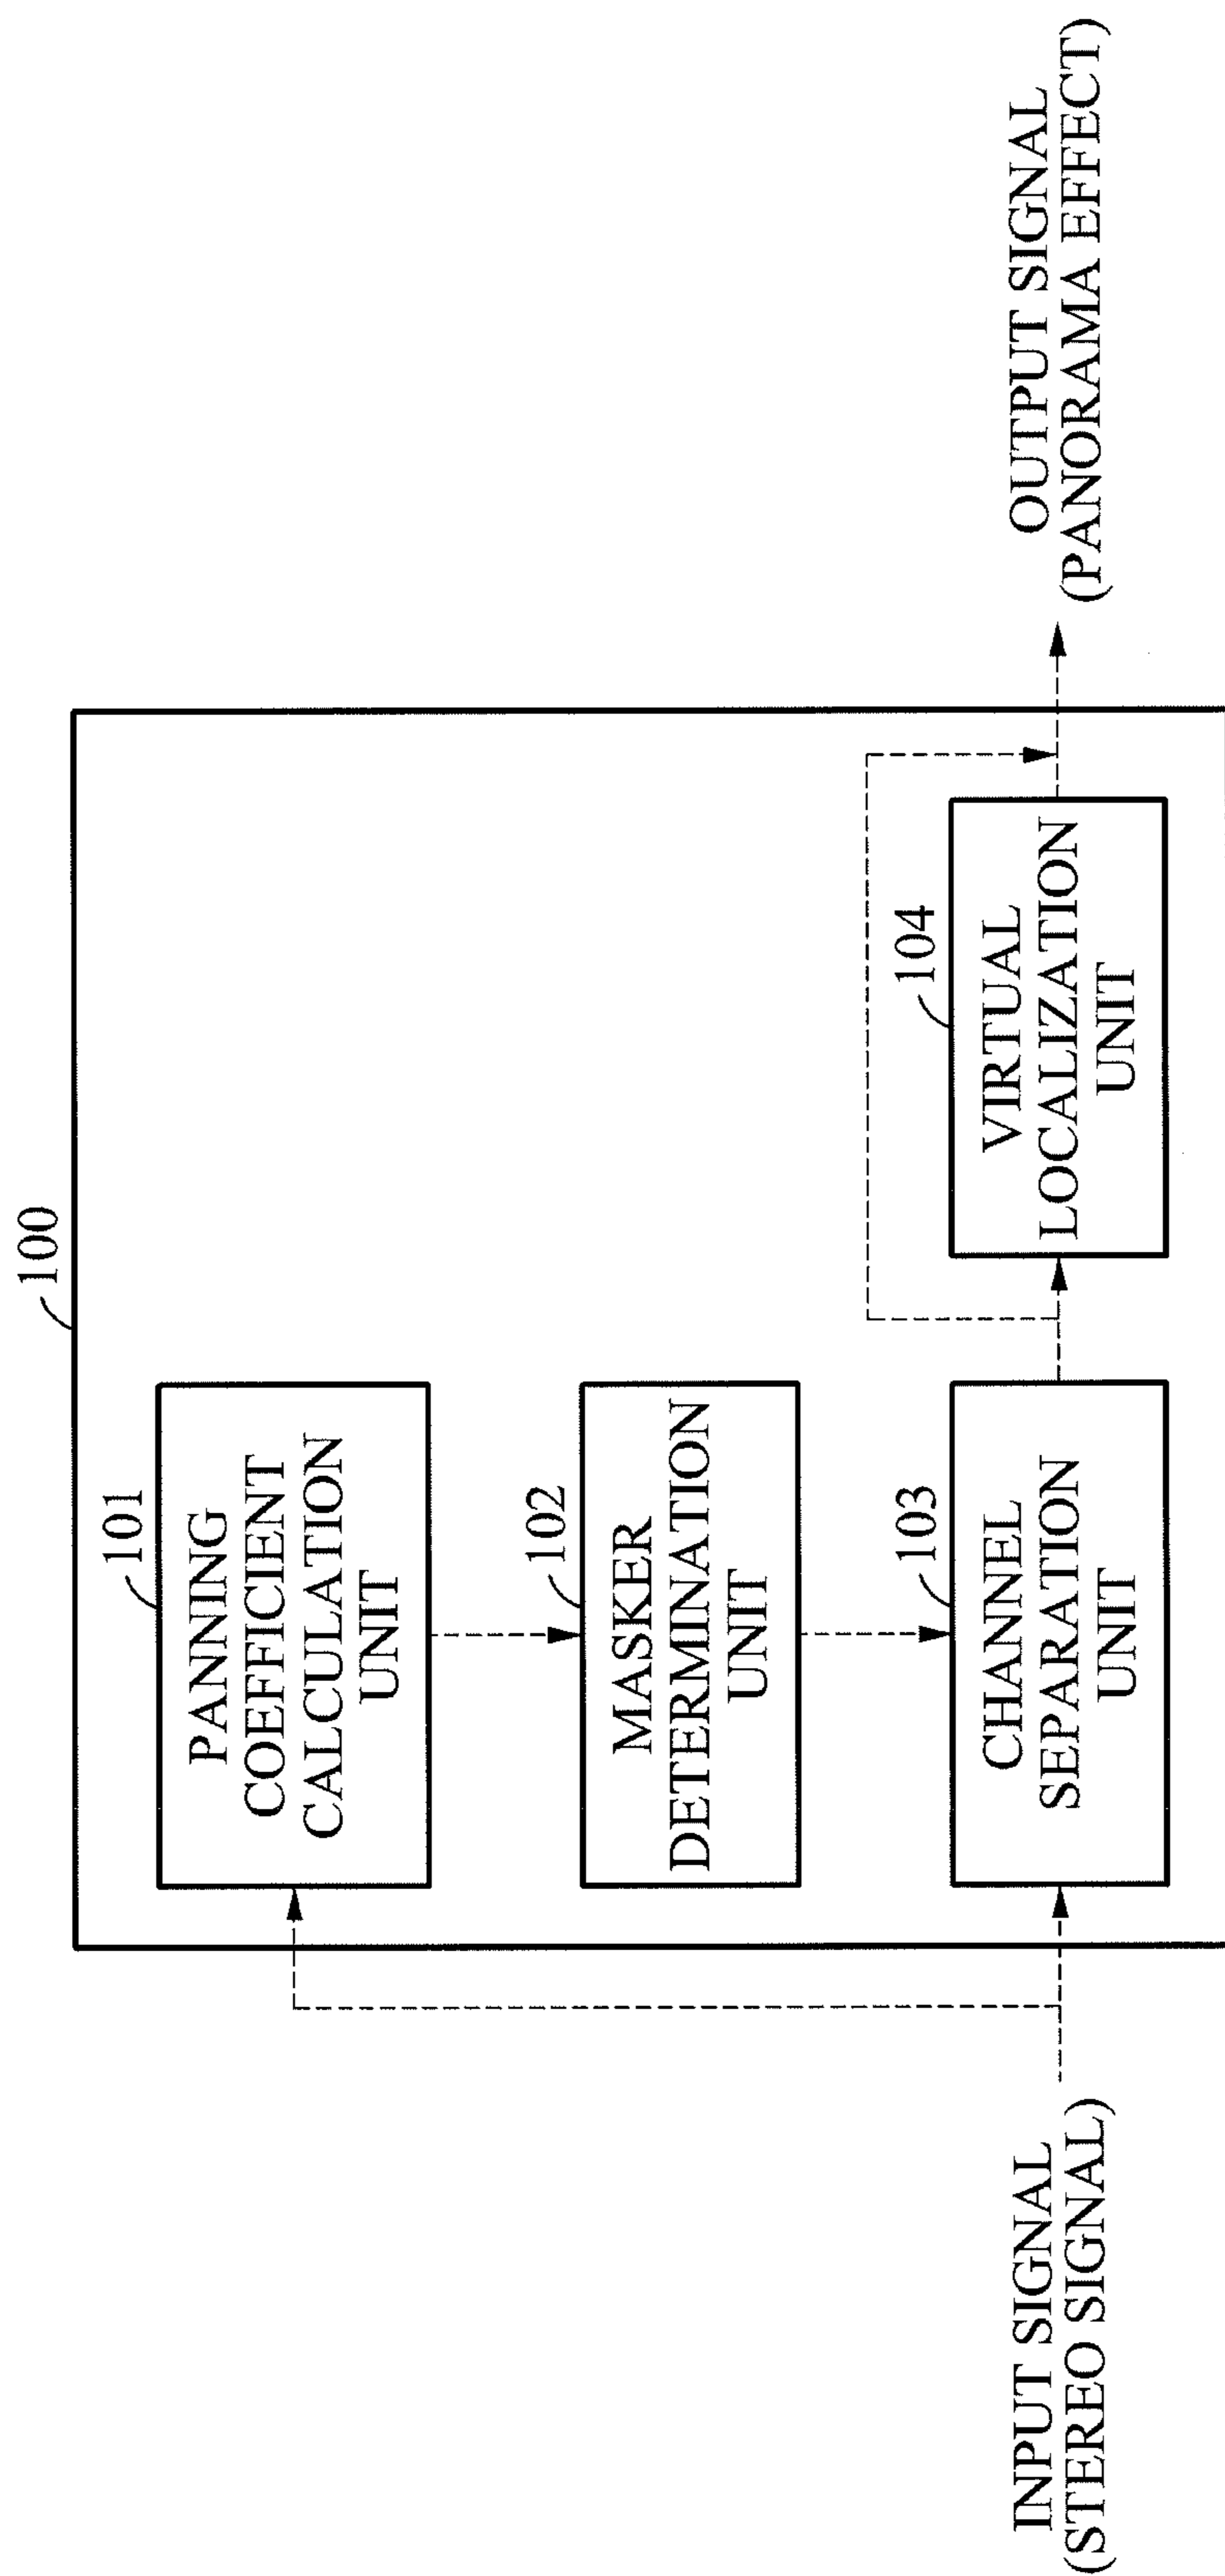 100
101
PANNING
COEFFICIENT
CALCULATION
UNIT
102
MASKER
DETERMINATION
UNIT
INPUT SIGNAL
(STEREO SIGNAL)
103
CHANNEL
SEPARATION
UNIT
104
VIRTUAL
LOCALIZATION
UNIT
OUTPUT SIGNAL
(PANORAMA EFFECT)